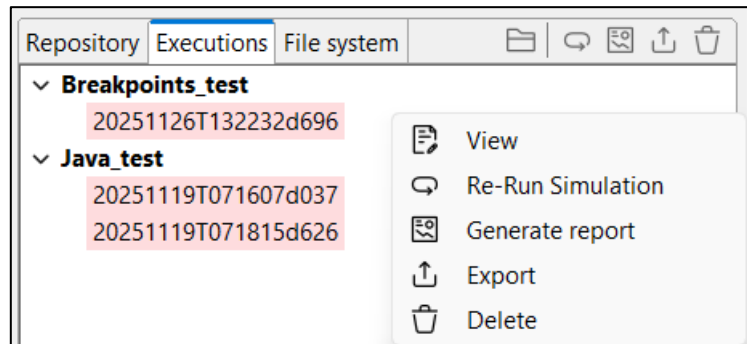 Repository Executions File system
Breakpoints_test
20251126T132232d696
Java_test
20251119T071607d037
20251119T071815d626
View
Re-Run Simulation
Generate report
Export
Delete